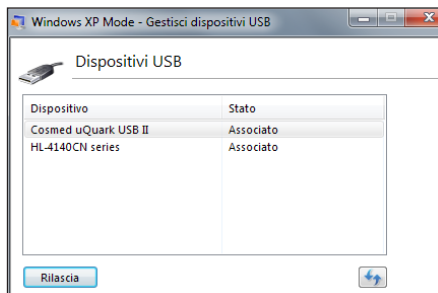 Windows XP Mode - Gestisci dispositivi USB
Dispositivi USB
Dispositivo Stato
Cosmed uQuark USB II Associato
HL-4140CN series Associato
Rilascia